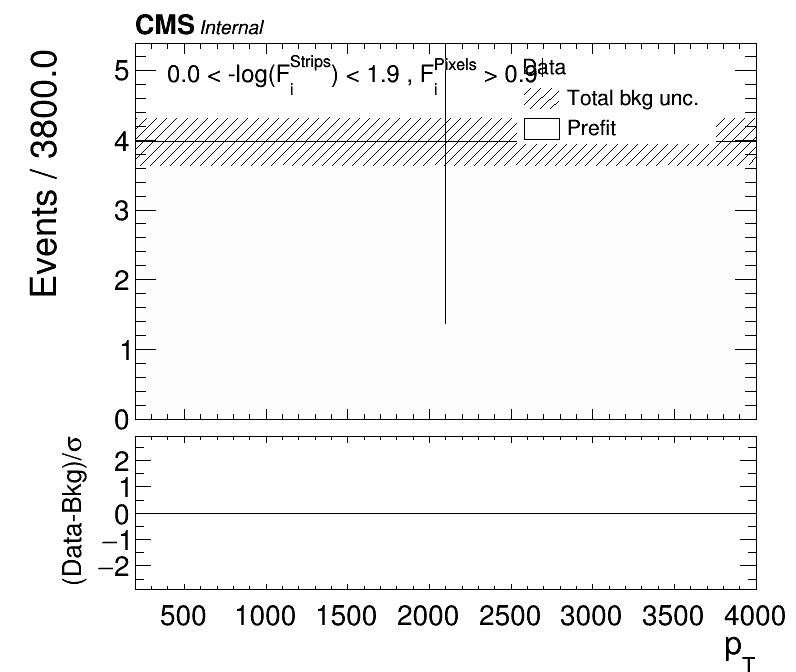 CMS Internal
0.0 < -log(F_i^Strips) < 1.9 , F_i^Pixels > 0.9
Data
Total bkg unc.
Prefit
Events / 3800.0
5
4
3
2
1
0
(Data-Bkg)/σ
2
1
0
−1
−2
500 1000 1500 2000 2500 3000 3500 4000
p_T